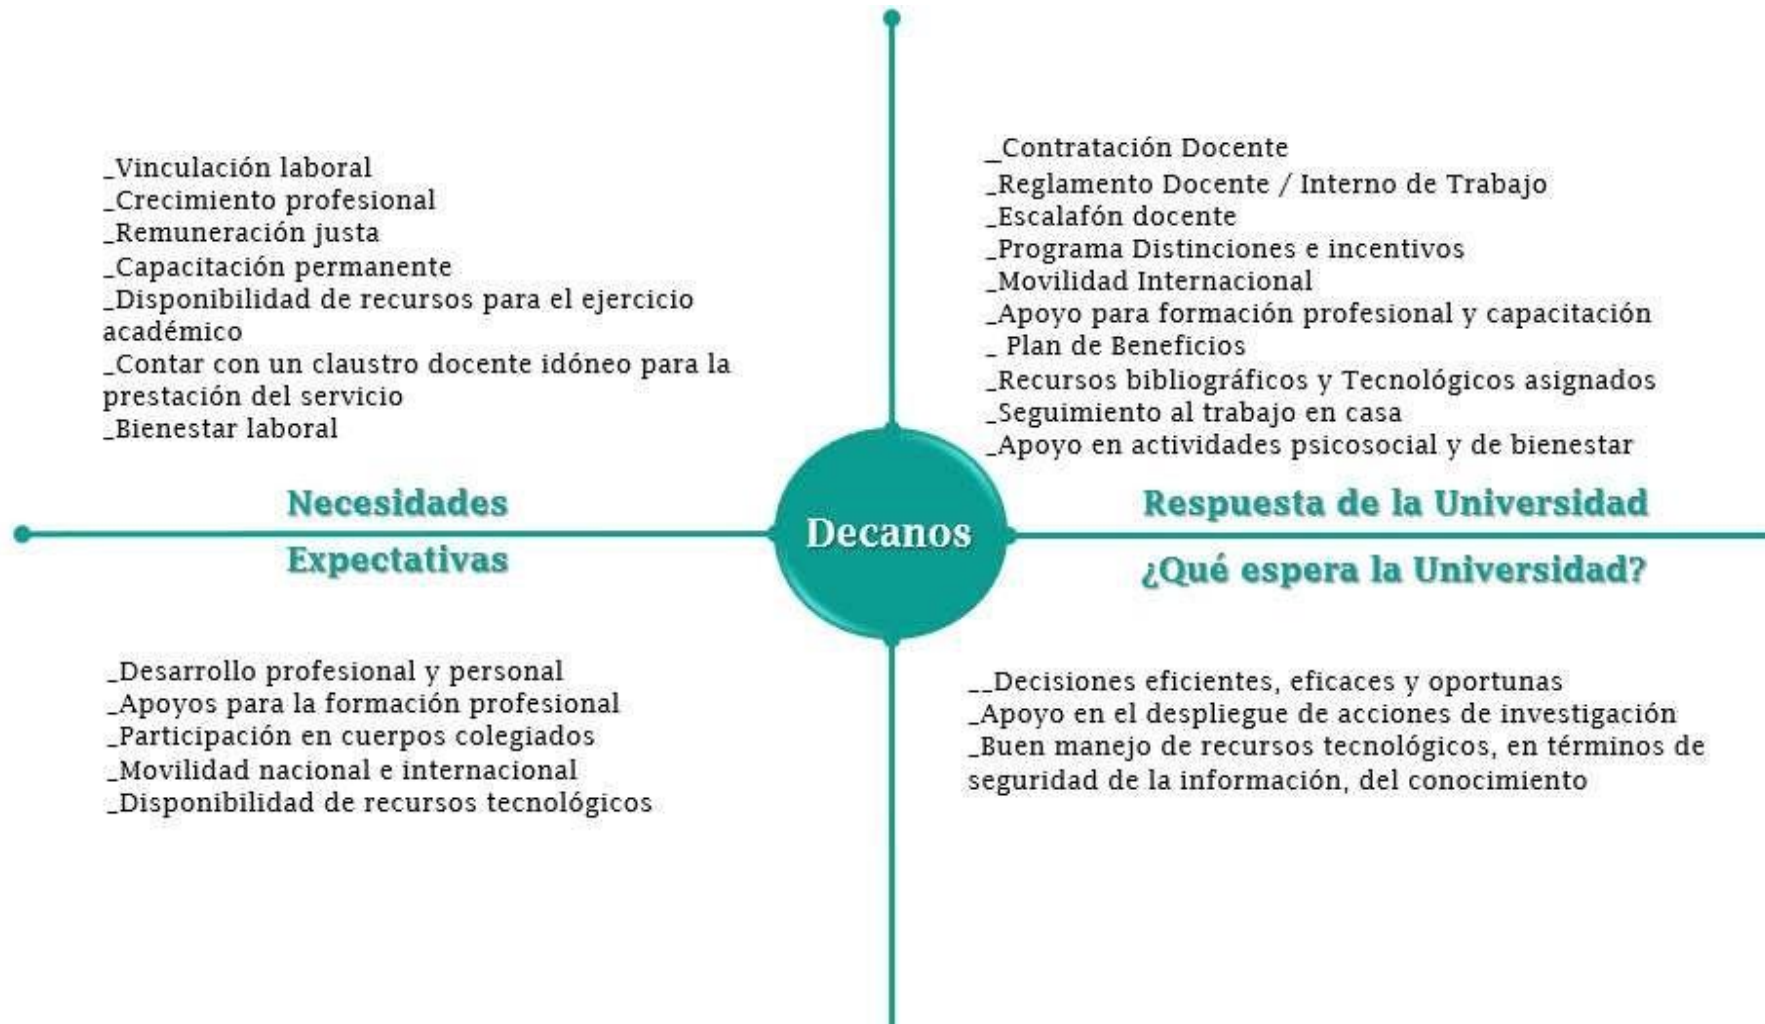 _Vinculación laboral
_Crecimiento profesional
_Remuneración justa
_Capacitación permanente
_Disponibilidad de recursos para el ejercicio
académico
_Contar con un claustro docente idóneo para la
prestación del servicio
_Bienestar laboral
Necesidades
__Contratación Docente
_Reglamento Docente / Interno de Trabajo
_Escalafón docente
_Programa Distinciones e incentivos
_Movilidad Internacional
_Apoyo para formación profesional y capacitación
_ Plan de Beneficios
_Recursos bibliográficos y Tecnológicos asignados
_Seguimiento al trabajo en casa
_Apoyo en actividades psicosocial y de bienestar
Respuesta de la Universidad
Decanos
Expectativas
_Desarrollo profesional y personal
_Apoyos para la formación profesional
_Participación en cuerpos colegiados
_Movilidad nacional e internacional
_Disponibilidad de recursos tecnológicos
¿Qué espera la Universidad?
__Decisiones eficientes, eficaces y oportunas
_Apoyo en el despliegue de acciones de investigación
_Buen manejo de recursos tecnológicos, en términos de
seguridad de la información, del conocimiento